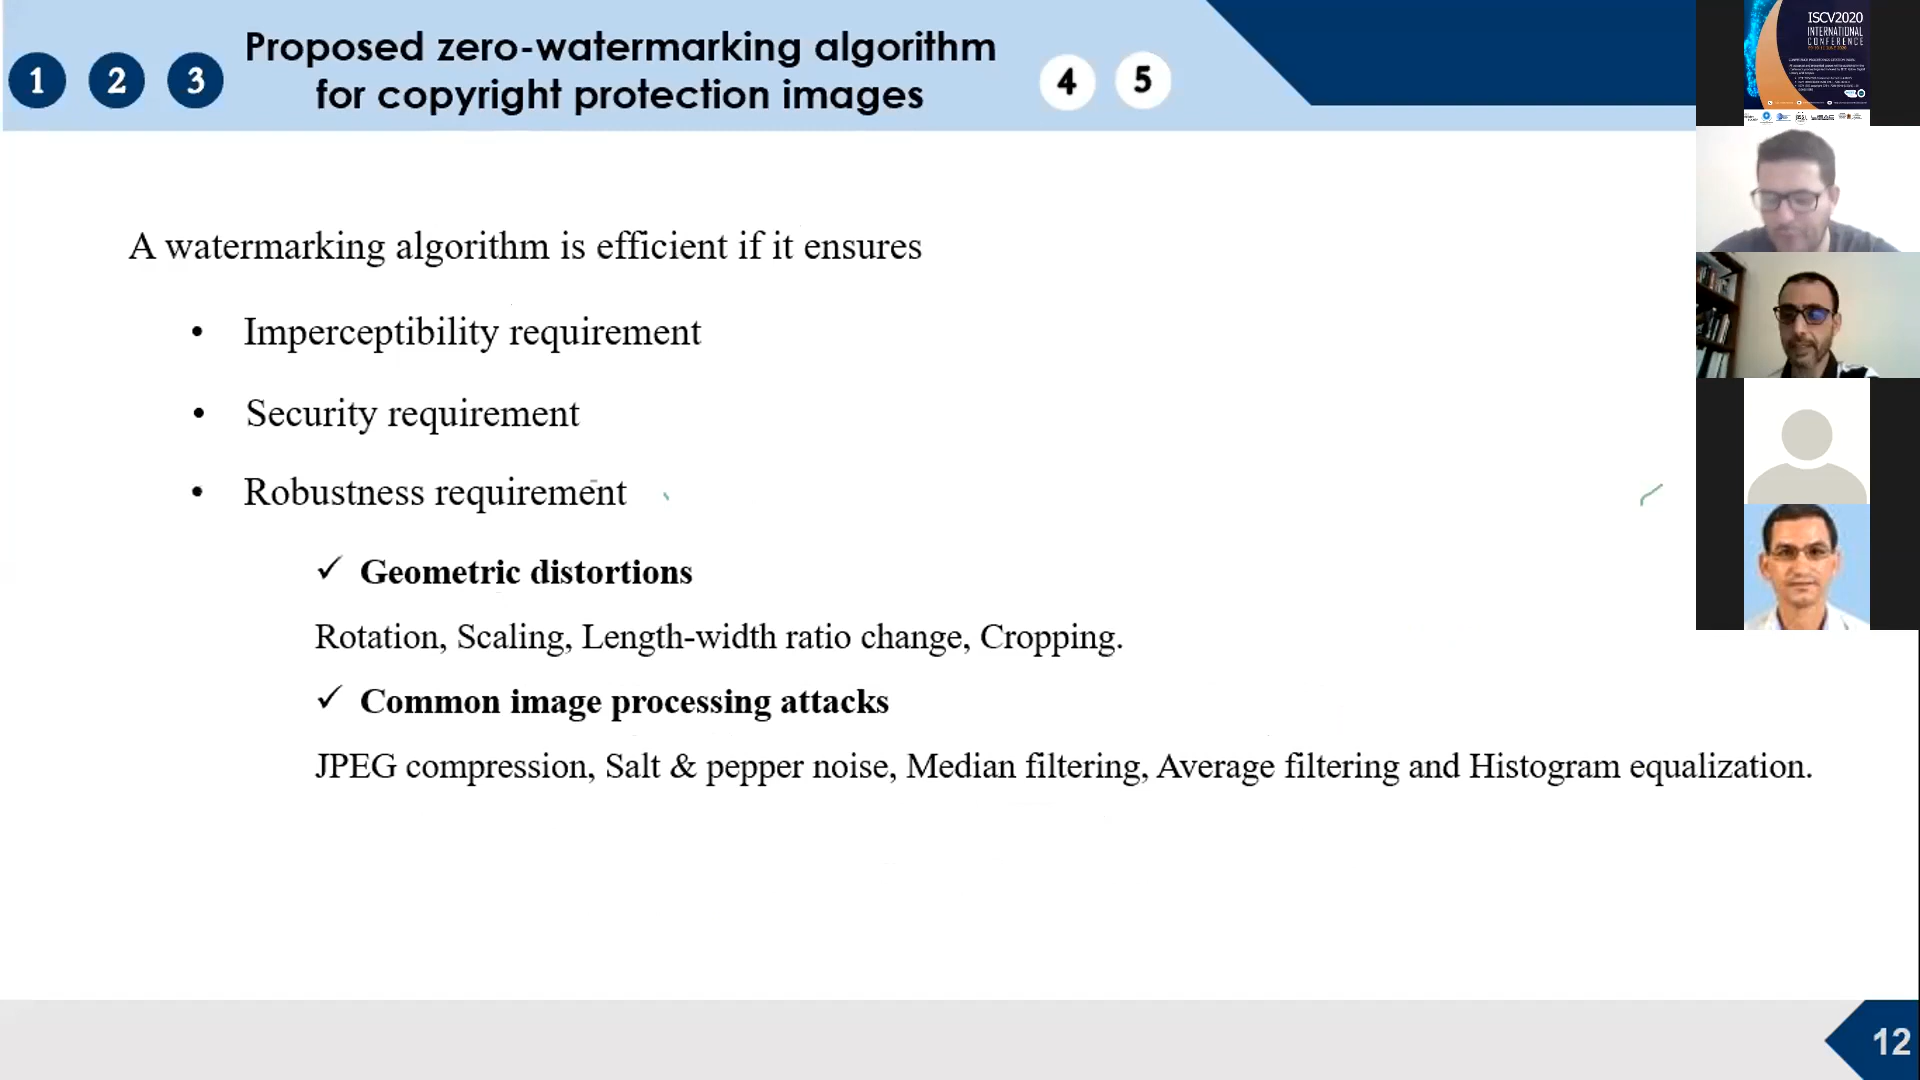 1 2 3
Proposed zero-watermarking algorithm
for copyright protection images
4 5
ISCV2020
INTERNATIONAL
CONFERENCE
A watermarking algorithm is efficient if it ensures
• Imperceptibility requirement
• Security requirement
• Robustness requirement
✓ Geometric distortions
Rotation, Scaling, Length-width ratio change, Cropping.
✓ Common image processing attacks
JPEG compression, Salt & pepper noise, Median filtering, Average filtering and Histogram equalization.
12